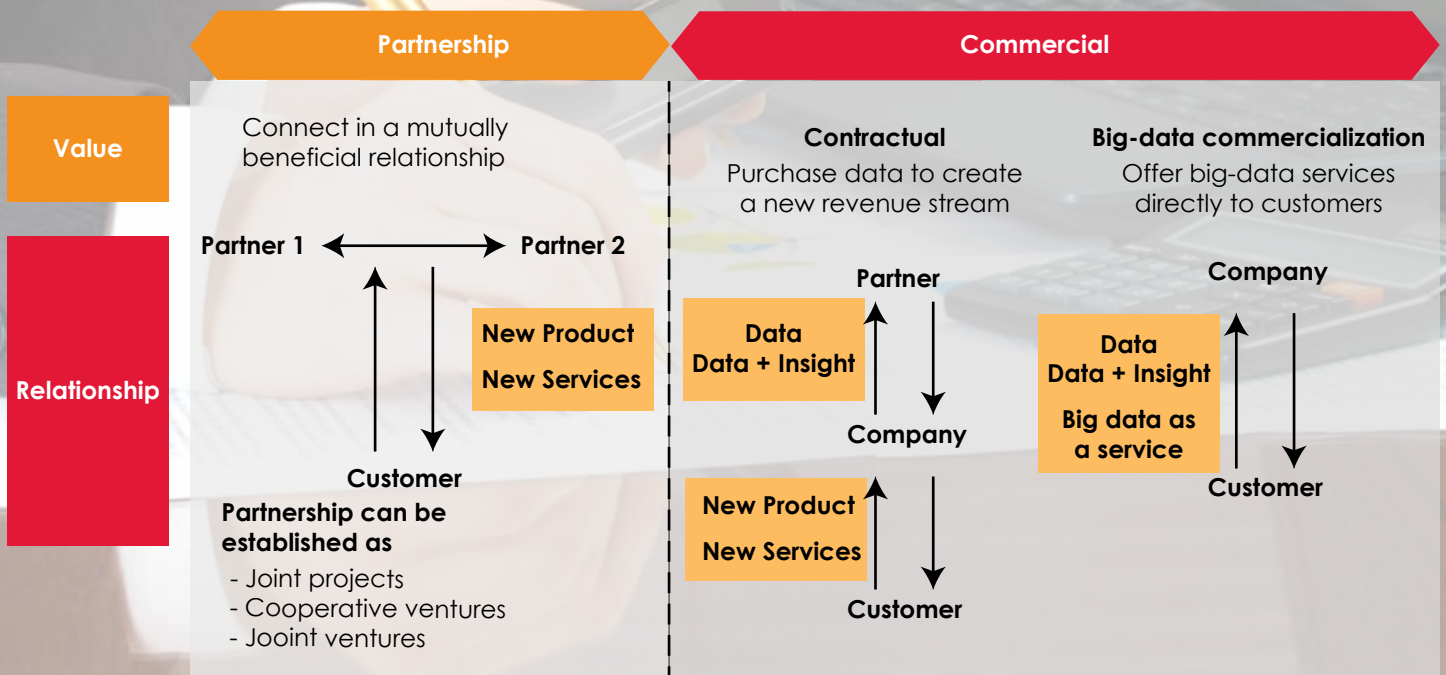 Partnership
Commercial
Value
Connect in a mutually
beneficial relationship
Contractual
Purchase data to create
a new revenue stream
Big-data commercialization
Offer big-data services
directly to customers
Relationship
Partner 1
Partner 2
New Product
New Services
Customer
Partnership can be
established as
- Joint projects
- Cooperative ventures
- Jooint ventures
Partner
Data
Data + Insight
Company
New Product
New Services
Customer
Company
Data
Data + Insight
Big data as
a service
Customer